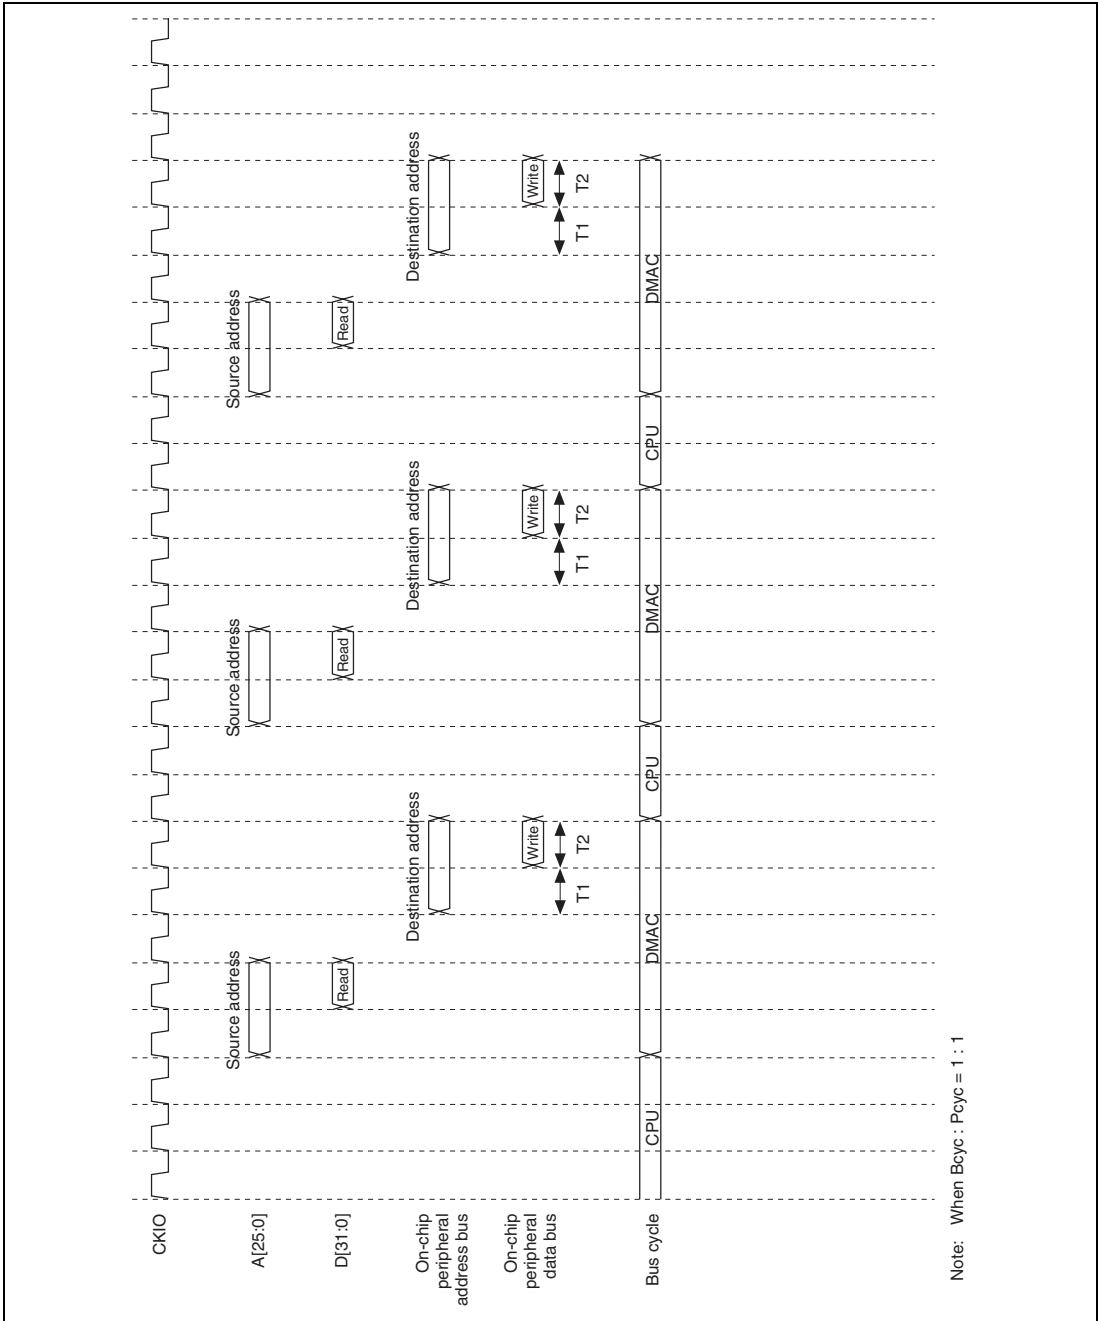 CKIO
A[25:0]
Source address
Source address
Source address
D[31:0]
Read
Read
Read
On-chip
peripheral
address bus
Destination address
Destination address
Destination address
On-chip
peripheral
data bus
Write
Write
Write
T1
T2
T1
T2
T1
T2
Bus cycle
CPU
DMAC
CPU
DMAC
CPU
DMAC
Note: When Bcyc : Pcyc = 1 : 1